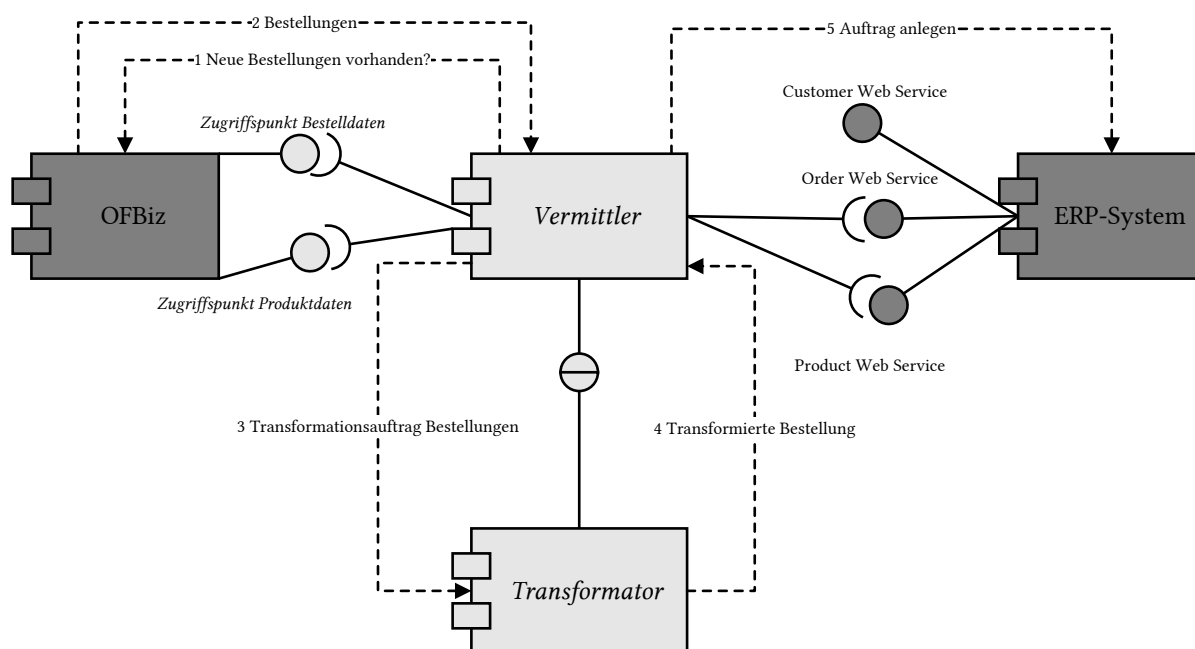 2 Bestellungen
5 Auftrag anlegen
1 Neue Bestellungen vorhanden?
Customer Web Service
Zugriffspunkt Bestelldaten
Order Web Service
OFBiz
Vermittler
ERP-System
Zugriffspunkt Produktdaten
Product Web Service
3 Transformationsauftrag Bestellungen
4 Transformierte Bestellung
Transformator